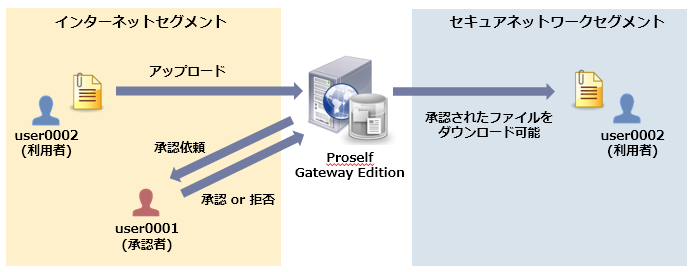 インターネットセグメント
セキュアネットワークセグメント
アップロード
user0002
(利用者)
承認依頼
承認 or 拒否
user0001
(承認者)
Proself
Gateway Edition
承認されたファイルを
ダウンロード可能
user0002
(利用者)